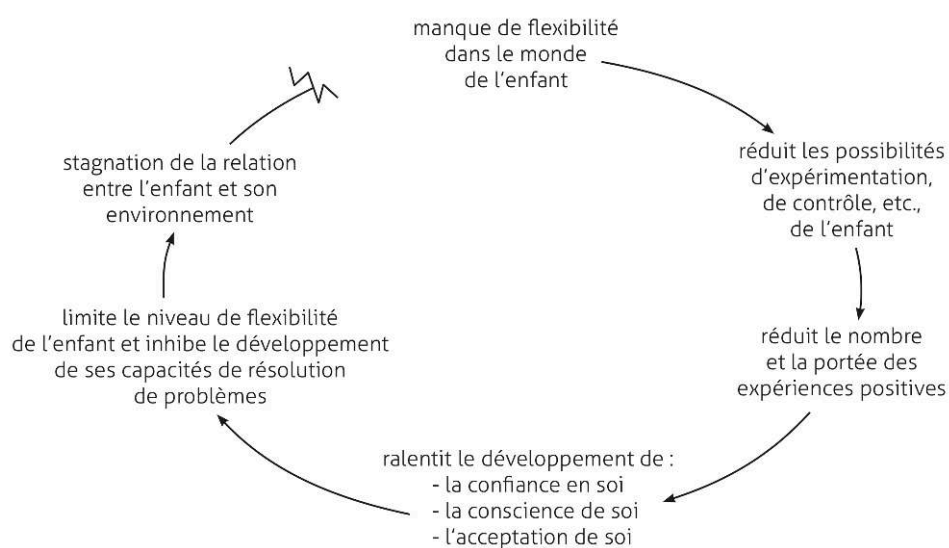 manque de flexibilité
dans le monde
de l'enfant
réduit les possibilités
d'expérimentation,
de contrôle, etc.,
de l'enfant
réduit le nombre
et la portée des
expériences positives
ralentit le développement de :
- la confiance en soi
- la conscience de soi
- l'acceptation de soi
limite le niveau de flexibilité
de l'enfant et inhibe le développement
de ses capacités de résolution
de problèmes
stagnation de la relation
entre l'enfant et son
environnement